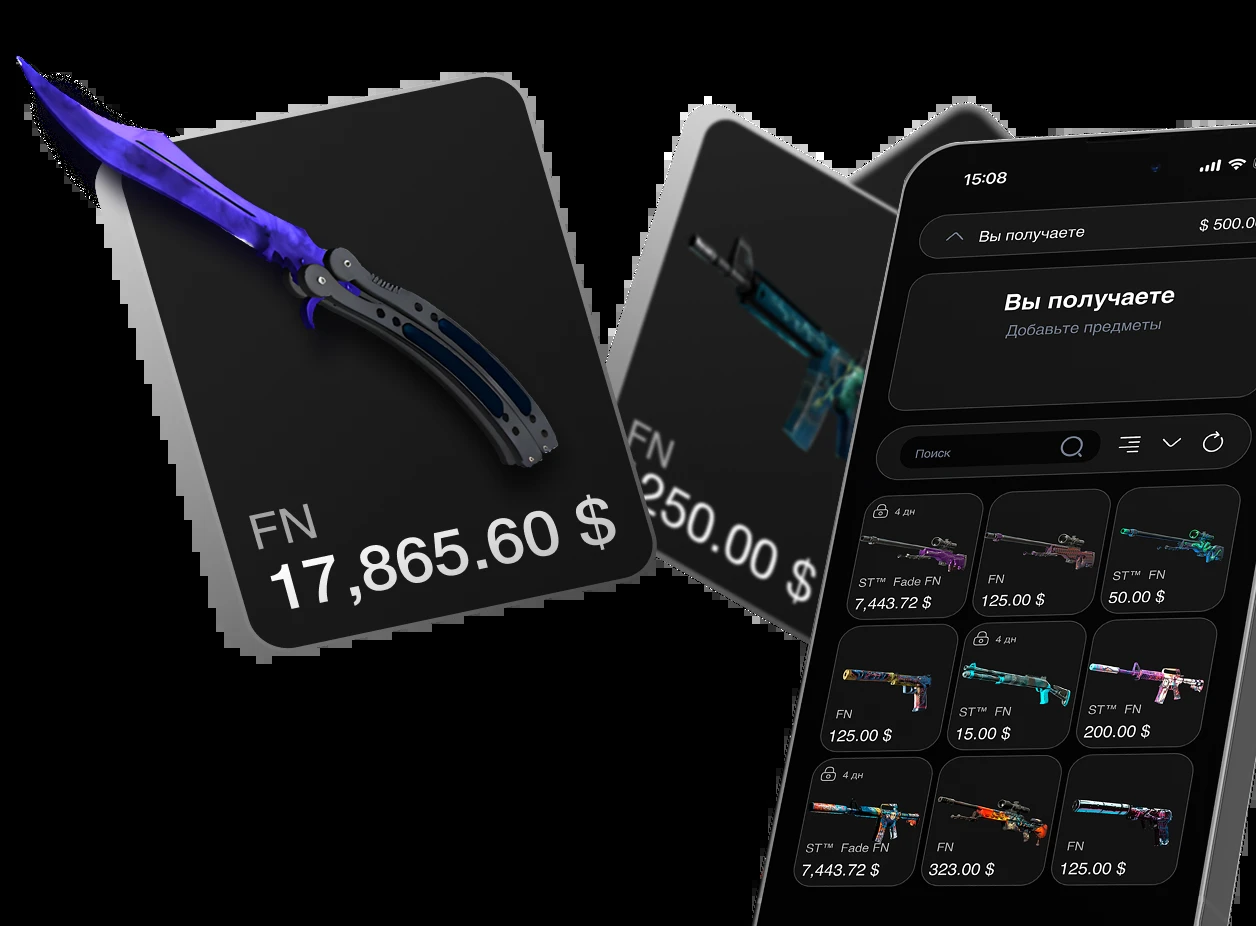 FN
17,865.60 $
FN
250.00 $
15:08
Вы получаете
Вы получаете
Добавьте предметы
Поиск
4 дн
ST™ Fade FN
7,443.72 $
FN
125.00 $
ST™ FN
50.00 $
FN
125.00 $
4 дн
ST™ FN
15.00 $
ST™ FN
200.00 $
4 дн
ST™ Fade FN
7,443.72 $
FN
323.00 $
FN
125.00 $